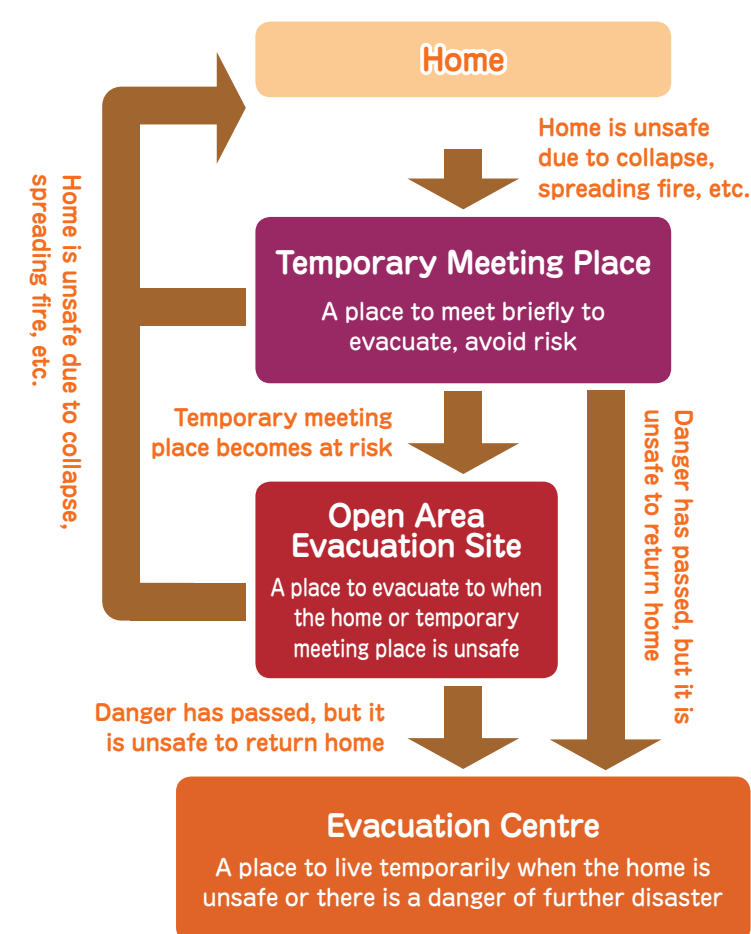 Home
Home is unsafe
due to collapse,
spreading fire, etc.
Home is unsafe due to collapse,
spreading fire, etc.
Temporary Meeting Place
A place to meet briefly to
evacuate, avoid risk
Temporary meeting
place becomes at risk
Danger has passed, but it is
unsafe to return home
Open Area
Evacuation Site
A place to evacuate to when
the home or temporary
meeting place is unsafe
Danger has passed, but it
is unsafe to return home
Evacuation Centre
A place to live temporarily when the home is
unsafe or there is a danger of further disaster